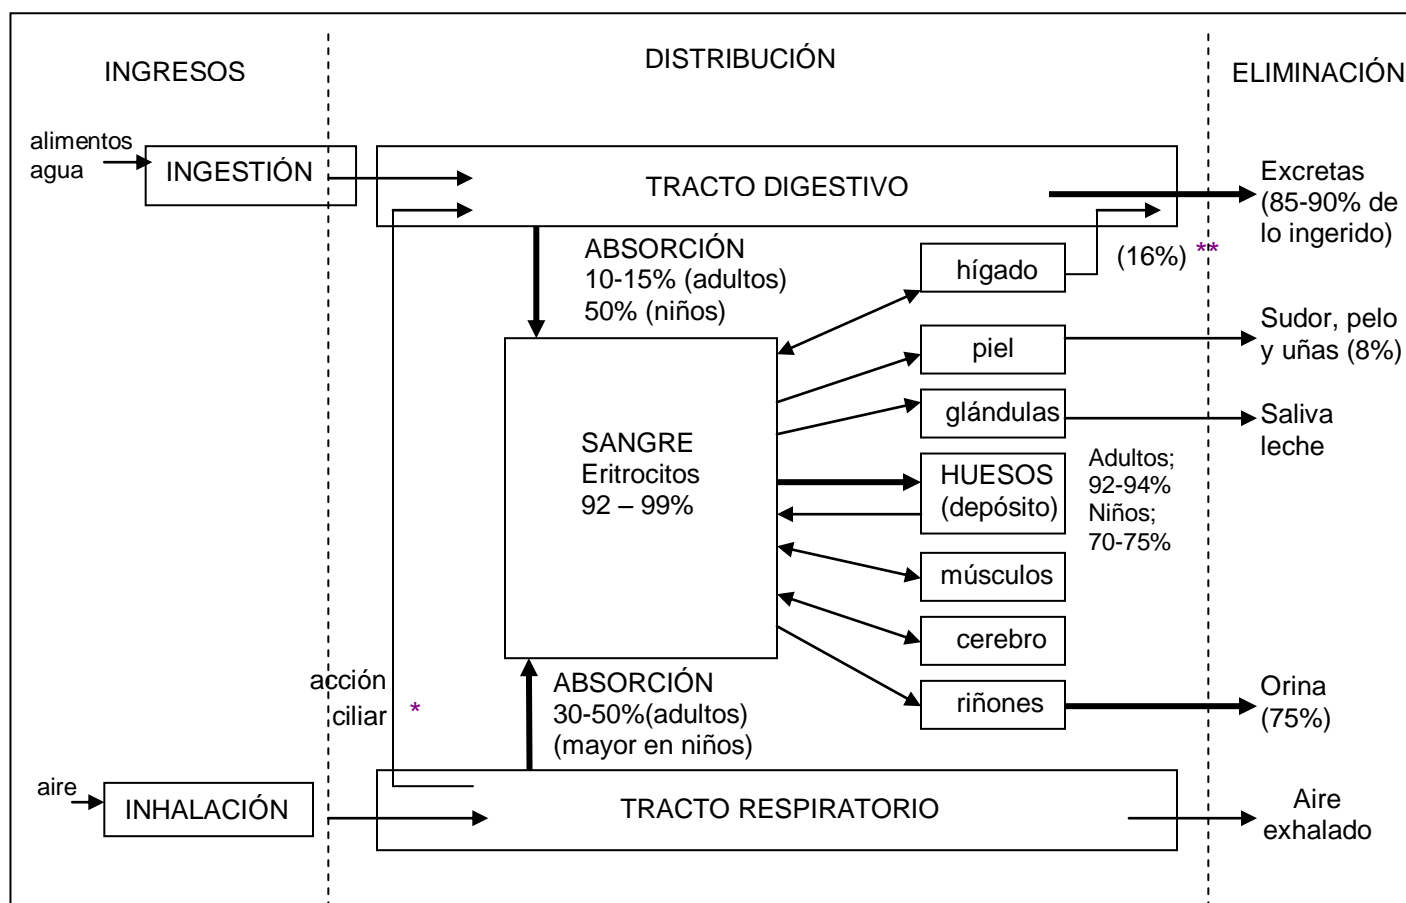 INGRESOS
DISTRIBUCIÓN
ELIMINACIÓN
alimentos
agua
INGESTIÓN
TRACTO DIGESTIVO
Excretas
(85-90% de
lo ingerido)
ABSORCIÓN
10-15% (adultos)
50% (niños)
hígado
(16%) **
piel
Sudor, pelo
y uñas (8%)
glándulas
Saliva
leche
SANGRE
Eritrocitos
92 – 99%
HUESOS
(depósito)
Adultos;
92-94%
Niños;
70-75%
músculos
cerebro
riñones
Orina
(75%)
acción
ciliar *
ABSORCIÓN
30-50%(adultos)
(mayor en niños)
aire
INHALACIÓN
TRACTO RESPIRATORIO
Aire
exhalado